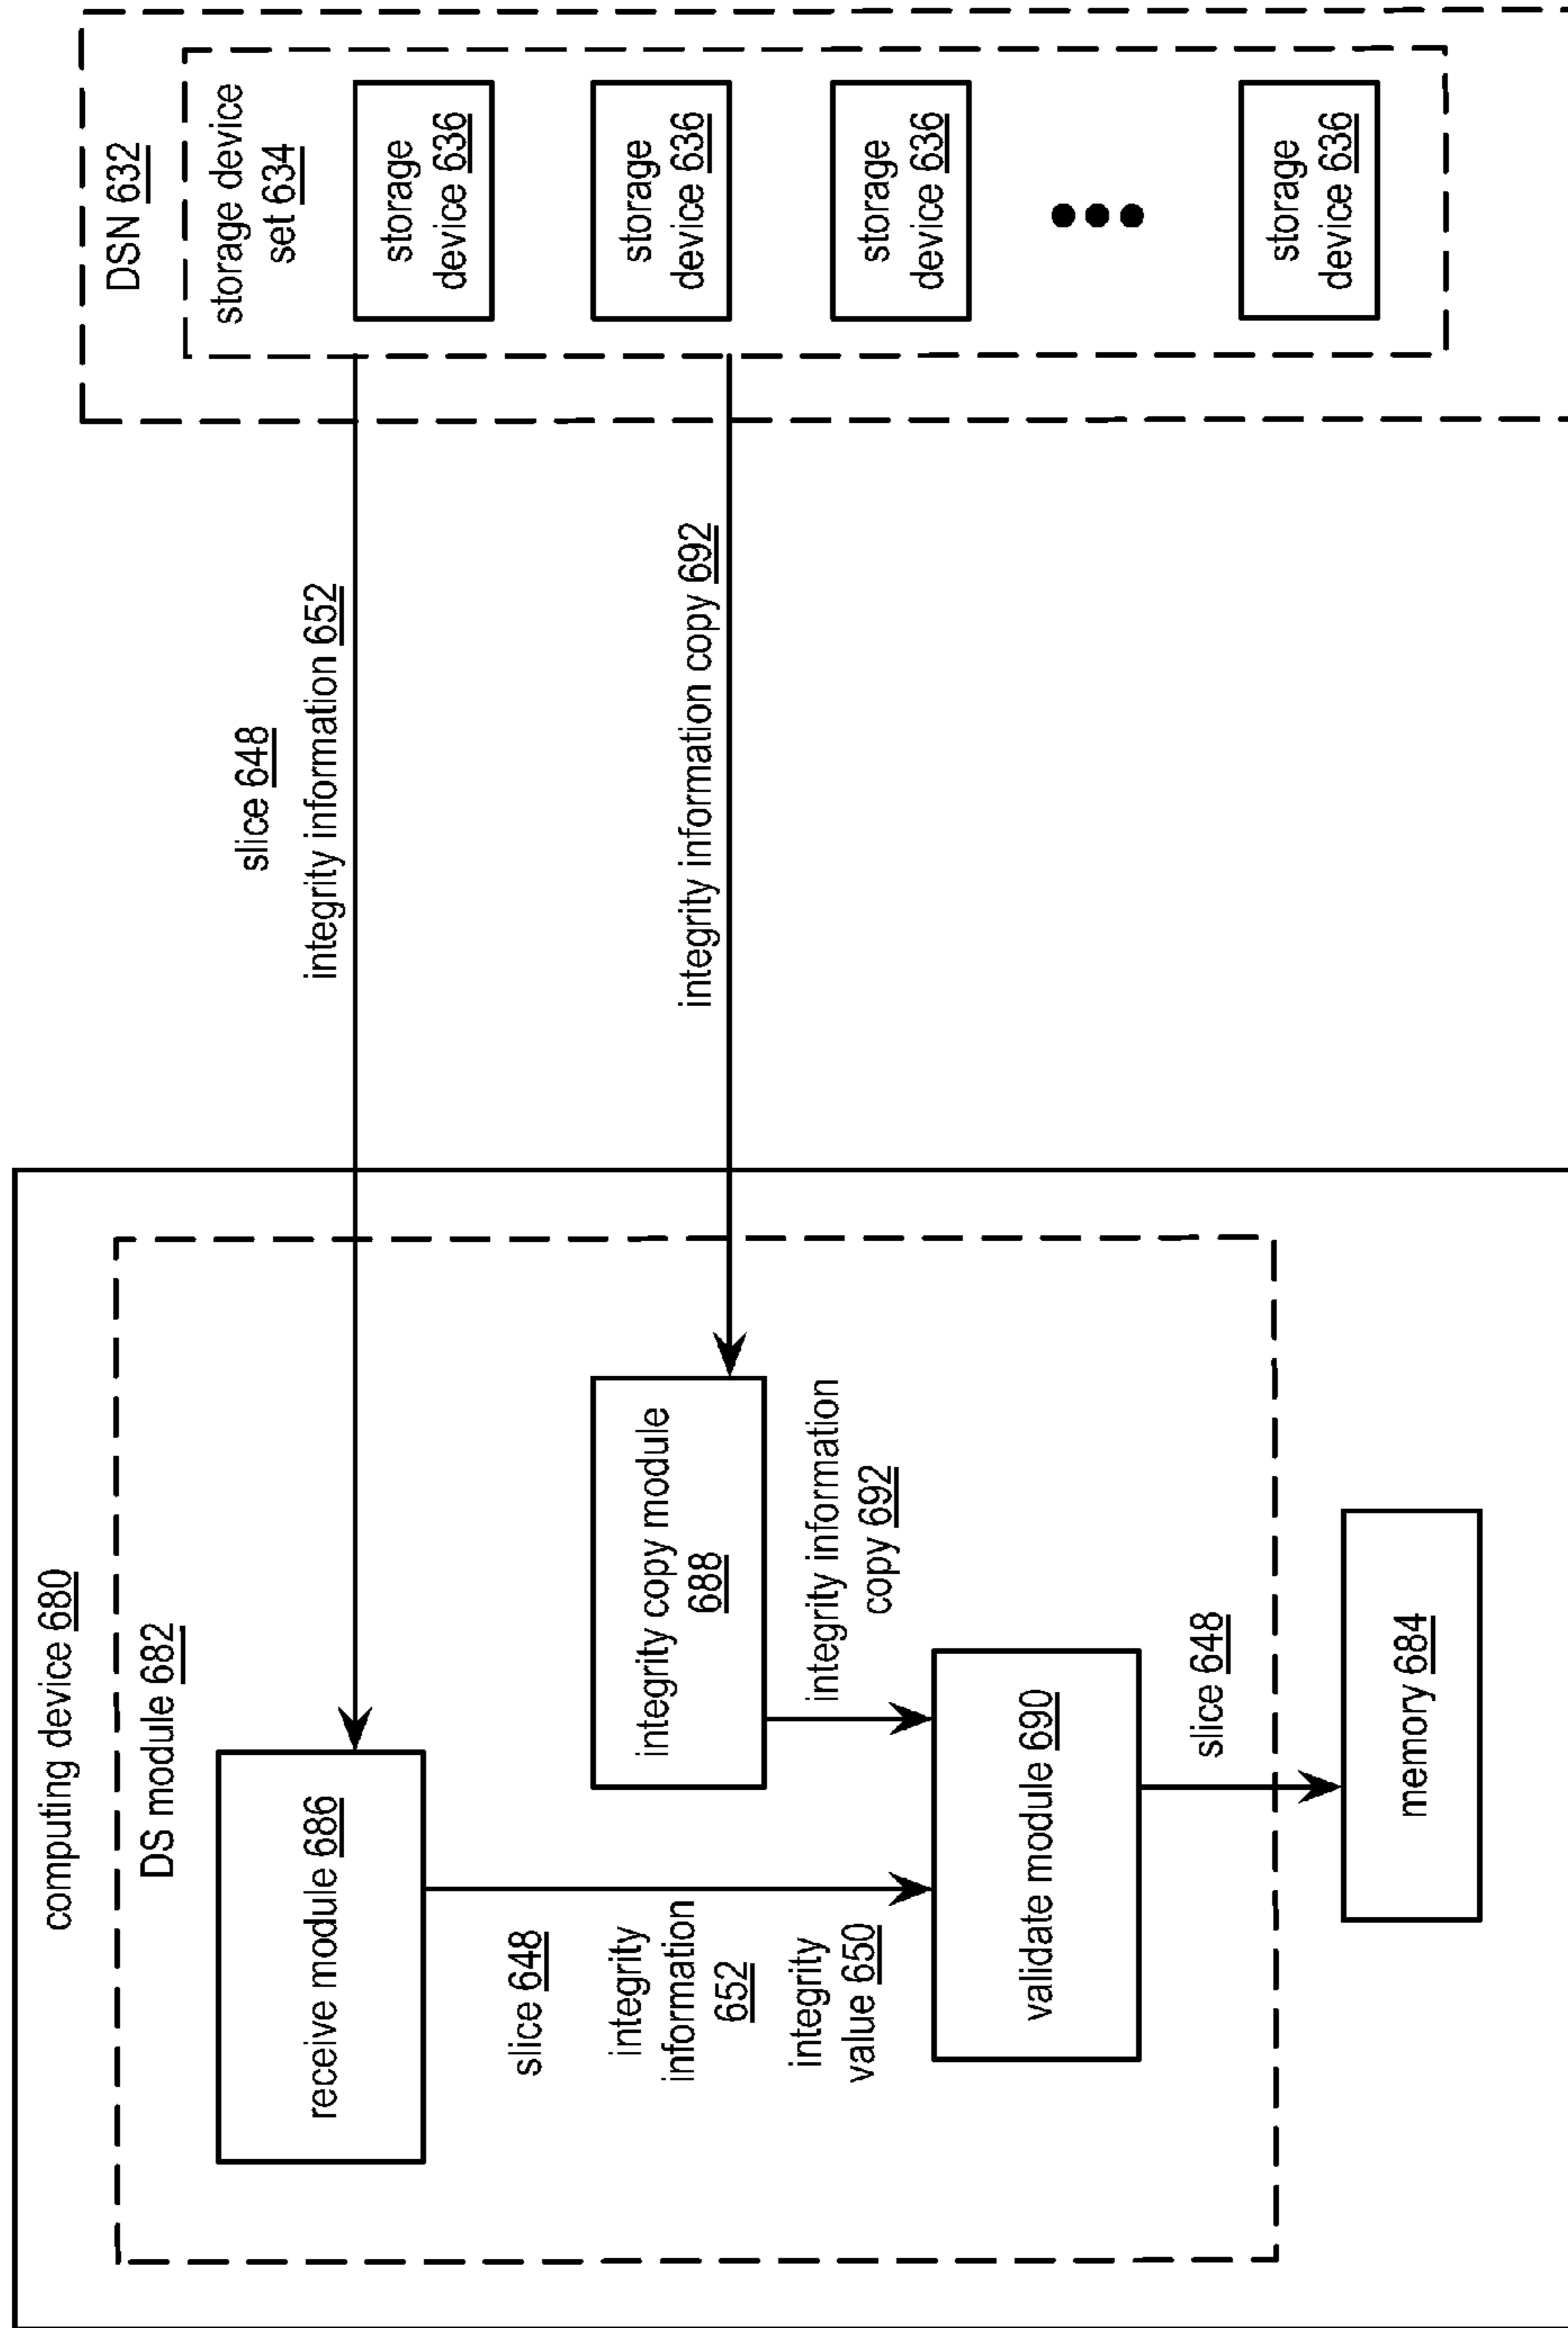 computing device 680
DS module 682
receive module 686
slice 648
integrity
information
652
integrity
value 650
integrity copy module
688
integrity information
copy 692
validate module 690
slice 648
memory 684
slice 648
integrity information 652
integrity information copy 692
DSN 632
storage device
set 634
storage
device 636
storage
device 636
storage
device 636
storage
device 636